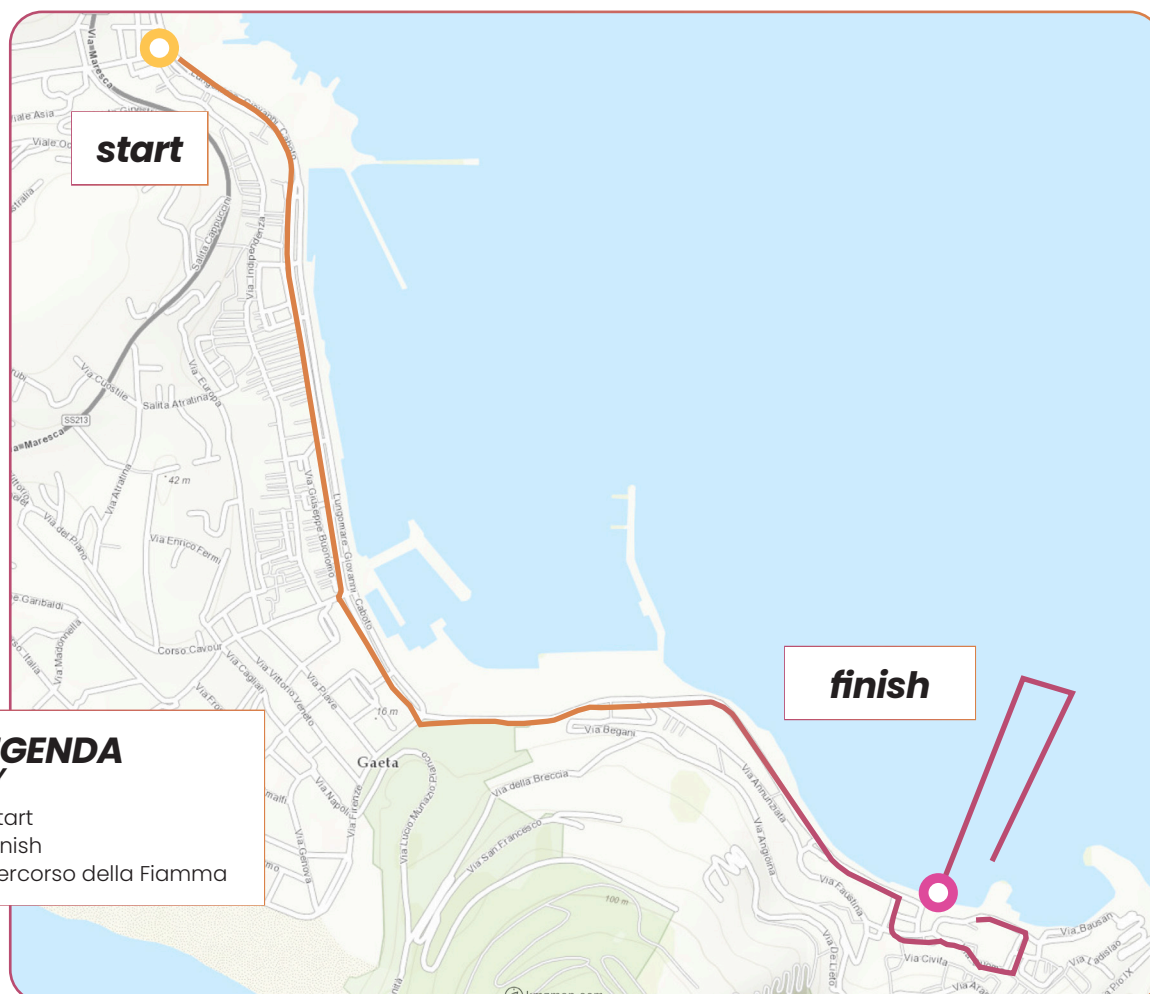 Via Maresca
Lungomare Giovanni Caboto
Viale Asia
start
Salita Cappuccini
Via Indipendenza
Via Europa
Via Cuostile
Salita Atratina
SS213
Via Maresca
42 m
Via Atratina
Via Giuseppe Buonomo
Lungomare Giovanni Caboto
Via del Piano
Via Enrico Fermi
e Garibaldi
Via Madonnella
Corso Cavour
Via Cagliari
Via Vittorio Veneto
Via Piave
finish
16 m
Via Begani
GENDA
Gaeta
Via della Breccia
Via Annunziata
Via Napoli
Via Firenze
Via Lucio Munazio Planco
tart
nish
ercorso della Fiamma
Via Genova
Via San Francesco
Via Angioina
Via Faustina
100 m
Via De Lieto
Via Civita
Via Bausan
Via Ladislao
Pio IX